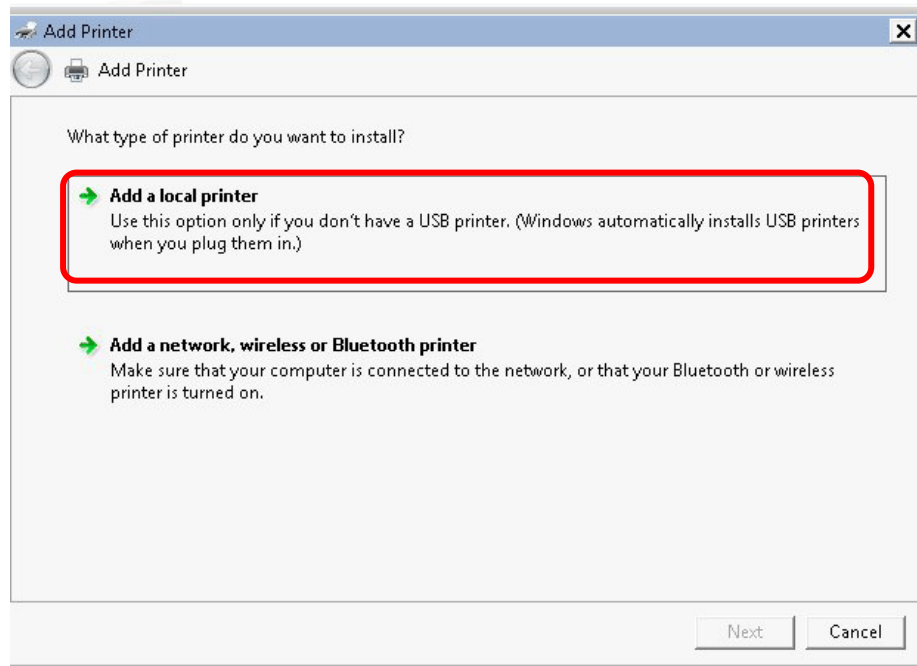 Add Printer
Add Printer
What type of printer do you want to install?
Add a local printer
Use this option only if you don't have a USB printer. (Windows automatically installs USB printers
when you plug them in.)
Add a network, wireless or Bluetooth printer
Make sure that your computer is connected to the network, or that your Bluetooth or wireless
printer is turned on.
Next Cancel